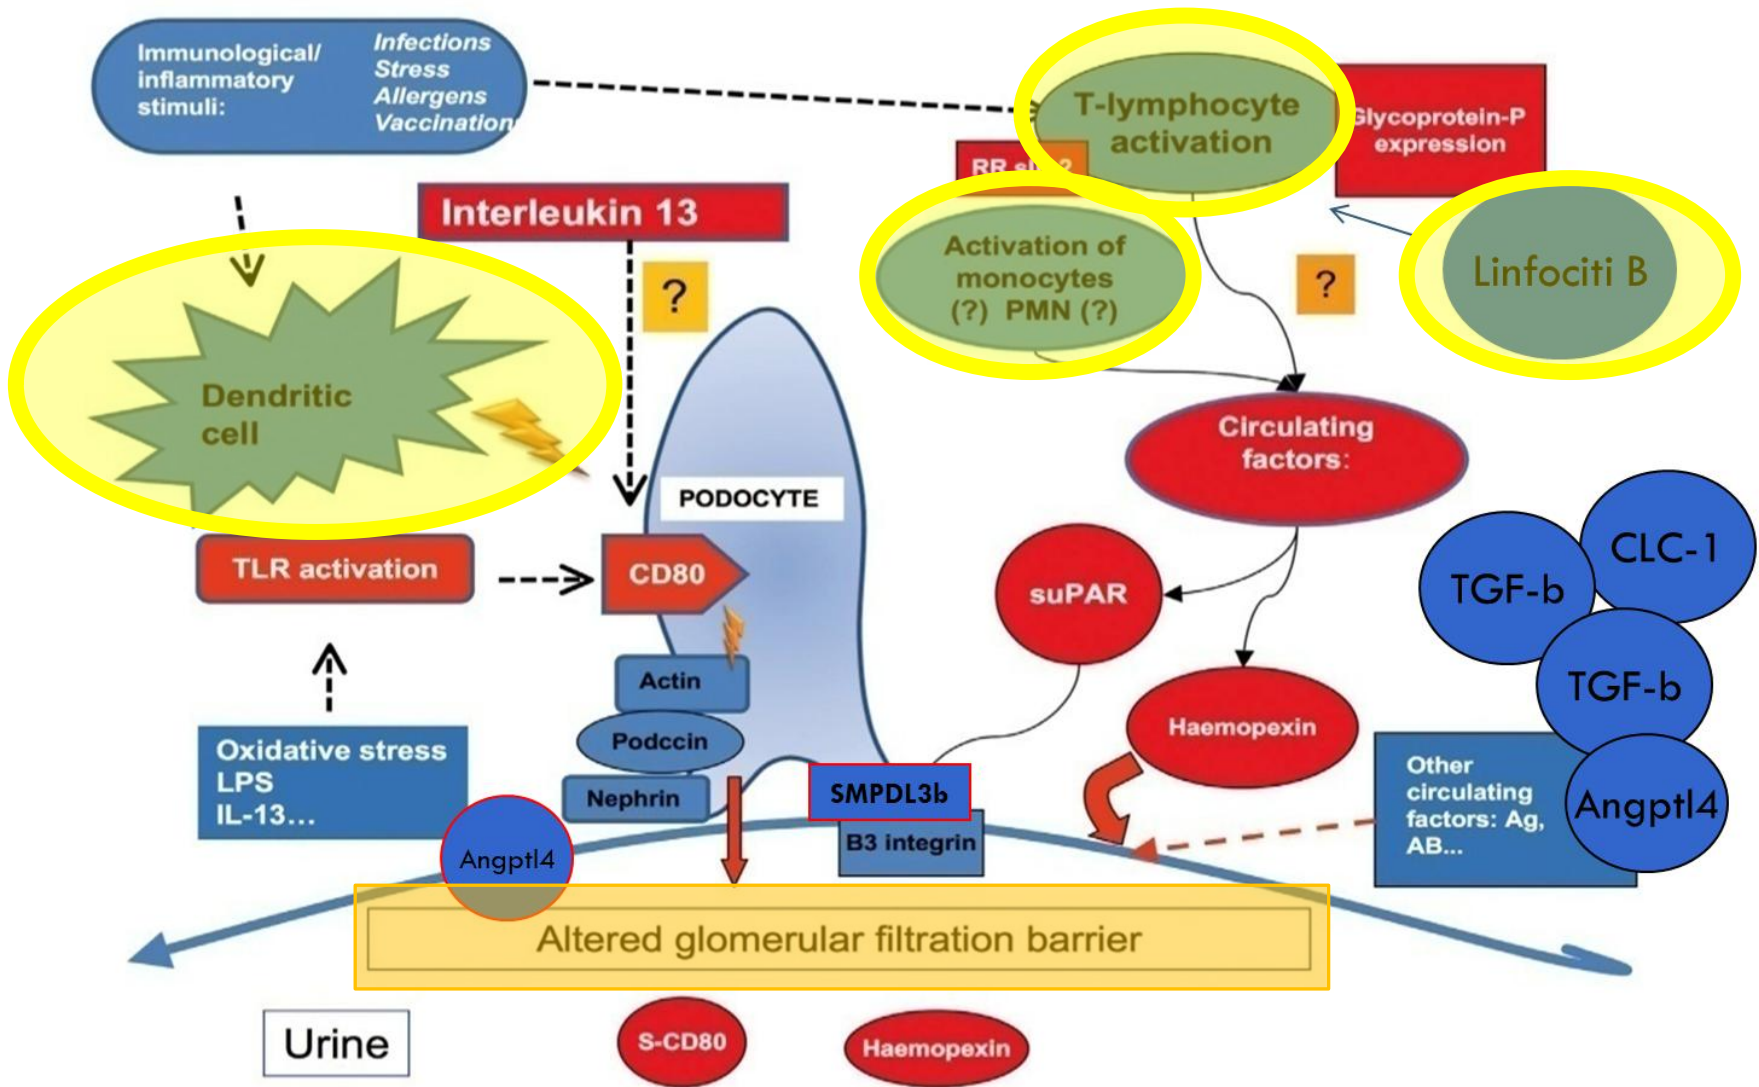 Immunological/
inflammatory
stimuli:
Infections
Stress
Allergens
Vaccination
T-lymphocyte
activation
Glycoprotein-P
expression
RR
2
Interleukin 13
?
Activation of
monocytes
(?) PMN (?)
?
Linfociti B
Dendritic
cell
Circulating
factors:
PODOCYTE
TLR activation
CD80
suPAR
TGF-b
CLC-1
Actin
TGF-b
Podccin
Haemopexin
Oxidative stress
LPS
IL-13...
Nephrin
SMPDL3b
B3 integrin
Other
circulating
factors: Ag,
AB...
Angptl4
Angptl4
Altered glomerular filtration barrier
Urine
S-CD80
Haemopexin